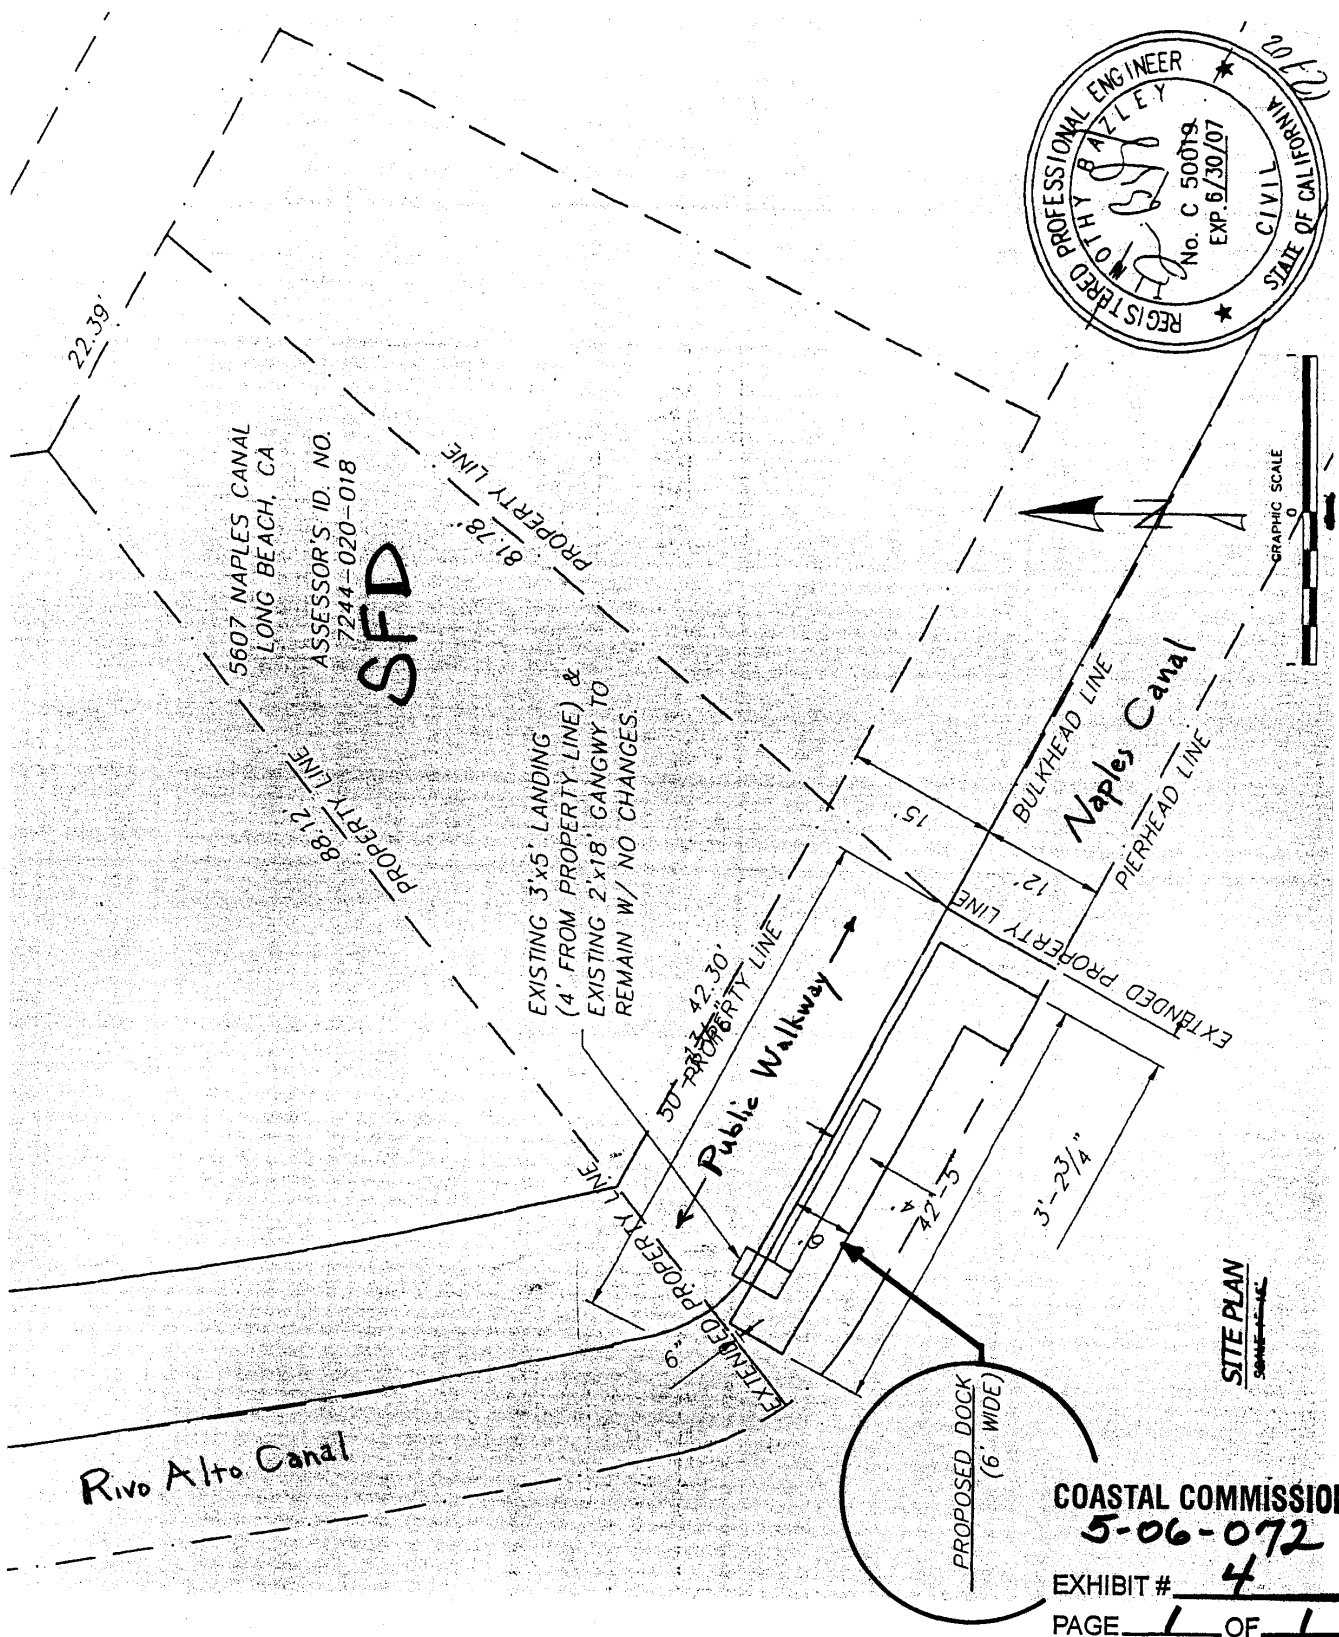 REGISTERED PROFESSIONAL ENGINEER
BAZLEY
No. C 50019
EXP. 6/30/07
CIVIL
STATE OF CALIFORNIA
22.39'
5607 NAPLES CANAL
LONG BEACH, CA
ASSESSOR'S ID. NO.
7244-020-018
SFD
81.78'
PROPERTY LINE
88.12'
PROPERTY LINE
EXISTING 3'x5' LANDING
(4' FROM PROPERTY LINE) &
EXISTING 2'x18' GANGWY TO
REMAIN W/ NO CHANGES.
GRAPHIC SCALE
0
N
42.30'
PROPERTY LINE
Public Walkway
15'
12'
BULKHEAD LINE
Naples Canal
PIERHEAD LINE
EXTENDED PROPERTY LINE
EXTENDED PROPERTY LINE
6"
6'
4'
42'-5"
3'-2 3/4"
Rivo Alto Canal
PROPOSED DOCK
(6' WIDE)
SITE PLAN
COASTAL COMMISSION
5-06-072
EXHIBIT # 4
PAGE 1 OF 1